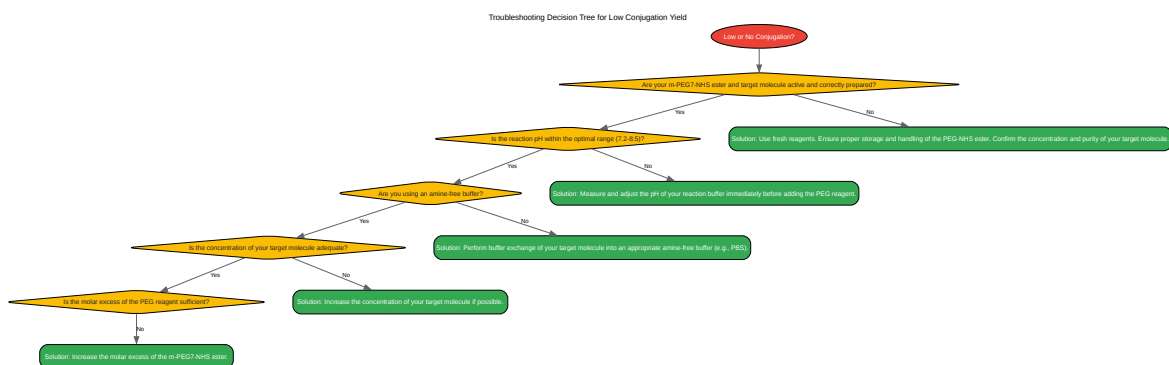 Troubleshooting Decision Tree for Low Conjugation Yield
Low or No Conjugation?
Are your m-PEG7-NHS ester and target molecule active and correctly prepared?
Yes
No
Is the reaction pH within the optimal range (7.2-8.5)?
Solution: Use fresh reagents. Ensure proper storage and handling of the PEG-NHS ester. Confirm the concentration and purity of your target molecule.
Yes
No
Are you using an amine-free buffer?
Solution: Measure and adjust the pH of your reaction buffer immediately before adding the PEG reagent.
Yes
No
Is the concentration of your target molecule adequate?
Solution: Perform buffer exchange of your target molecule into an appropriate amine-free buffer (e.g., PBS).
Yes
No
Is the molar excess of the PEG reagent sufficient?
Solution: Increase the concentration of your target molecule if possible.
No
Solution: Increase the molar excess of the m-PEG7-NHS ester.